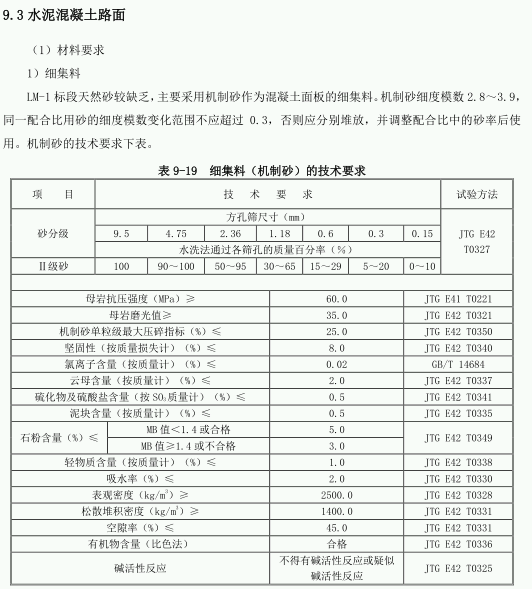 9.3 水泥混凝土路面
（1）材料要求
1）细集料
LM-1 标段天然砂较缺乏，主要采用机制砂作为混凝土面板的细集料。机制砂细度模数 2.8～3.9，
同一配合比用砂的细度模数变化范围不应超过 0.3，否则应分别堆放，并调整配合比中的砂率后使
用。机制砂的技术要求下表。
表 9-19 细集料（机制砂）的技术要求
项 目 技 术 要 求 试验方法
砂分级 方孔筛尺寸（mm） JTG E42 T0327
9.5 4.75 2.36 1.18 0.6 0.3 0.15
水洗法通过各筛孔的质量百分率（%）
Ⅱ级砂 100 90～100 50～95 30～65 15～29 5～20 0～10
母岩抗压强度（MPa）≥ 60.0 JTG E41 T0221
母岩磨光值≥ 35.0 JTG E42 T0321
机制砂单粒级最大压碎指标（%）≤ 25.0 JTG E42 T0350
坚固性（按质量损失计）（%）≤ 8.0 JTG E42 T0340
氯离子含量（按质量计）（%）≤ 0.02 GB/T 14684
云母含量（按质量计）（%）≤ 2.0 JTG E42 T0337
硫化物及硫酸盐含量（按 SO₃质量计）（%）≤ 0.5 JTG E42 T0341
泥块含量（按质量计）（%）≤ 0.5 JTG E42 T0335
石粉含量（%）≤ MB 值＜1.4 或合格 5.0 JTG E42 T0349
MB 值≥1.4 或不合格 3.0
轻物质含量（按质量计）（%）≤ 1.0 JTG E42 T0338
吸水率（%）≤ 2.0 JTG E42 T0330
表观密度（kg/m³）≥ 2500.0 JTG E42 T0328
松散堆积密度（kg/m³）≥ 1400.0 JTG E42 T0331
空隙率（%）≤ 45.0 JTG E42 T0331
有机物含量（比色法） 合格 JTG E42 T0336
碱活性反应 不得有碱活性反应或疑似 JTG E42 T0325
碱活性反应